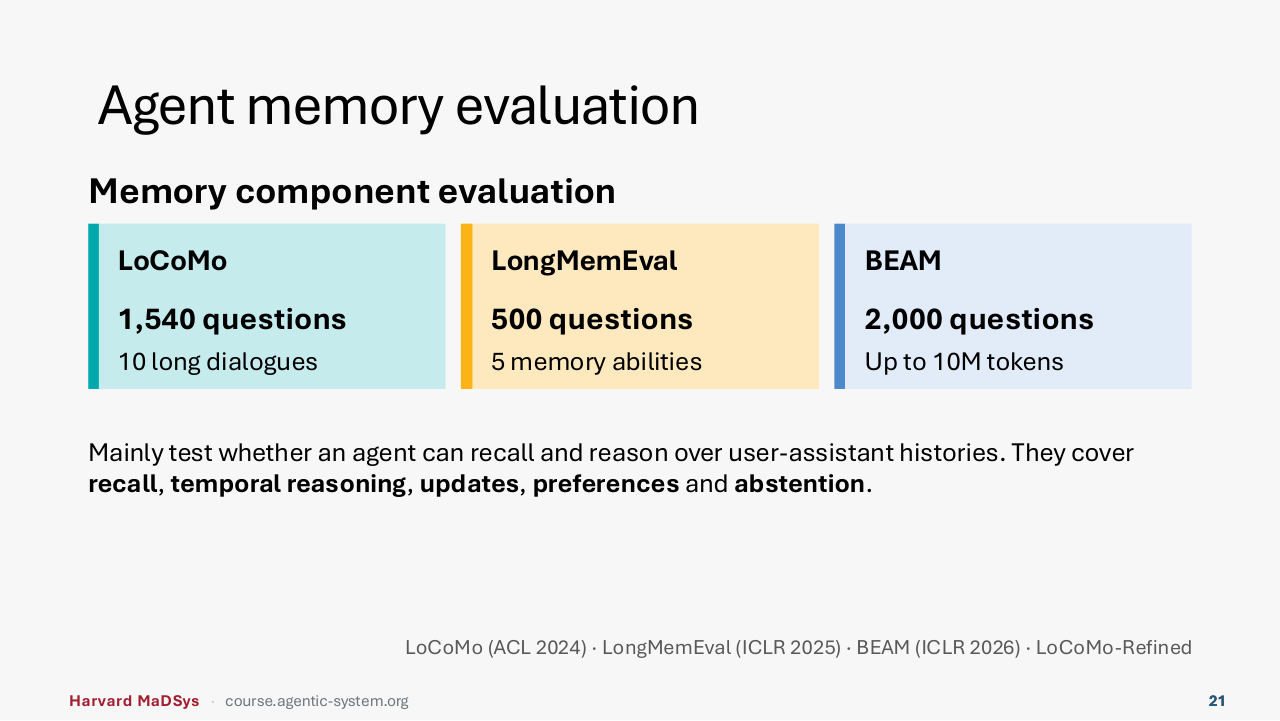 Agent memory evaluation
Memory component evaluation
LoCoMo
1,540 questions
10 long dialogues
LongMemEval
500 questions
5 memory abilities
BEAM
2,000 questions
Up to 10M tokens
Mainly test whether an agent can recall and reason over user-assistant histories. They cover
recall, temporal reasoning, updates, preferences and abstention.
LoCoMo (ACL 2024) · LongMemEval (ICLR 2025) · BEAM (ICLR 2026) · LoCoMo-Refined
Harvard MaDSys · course.agentic-system.org
21